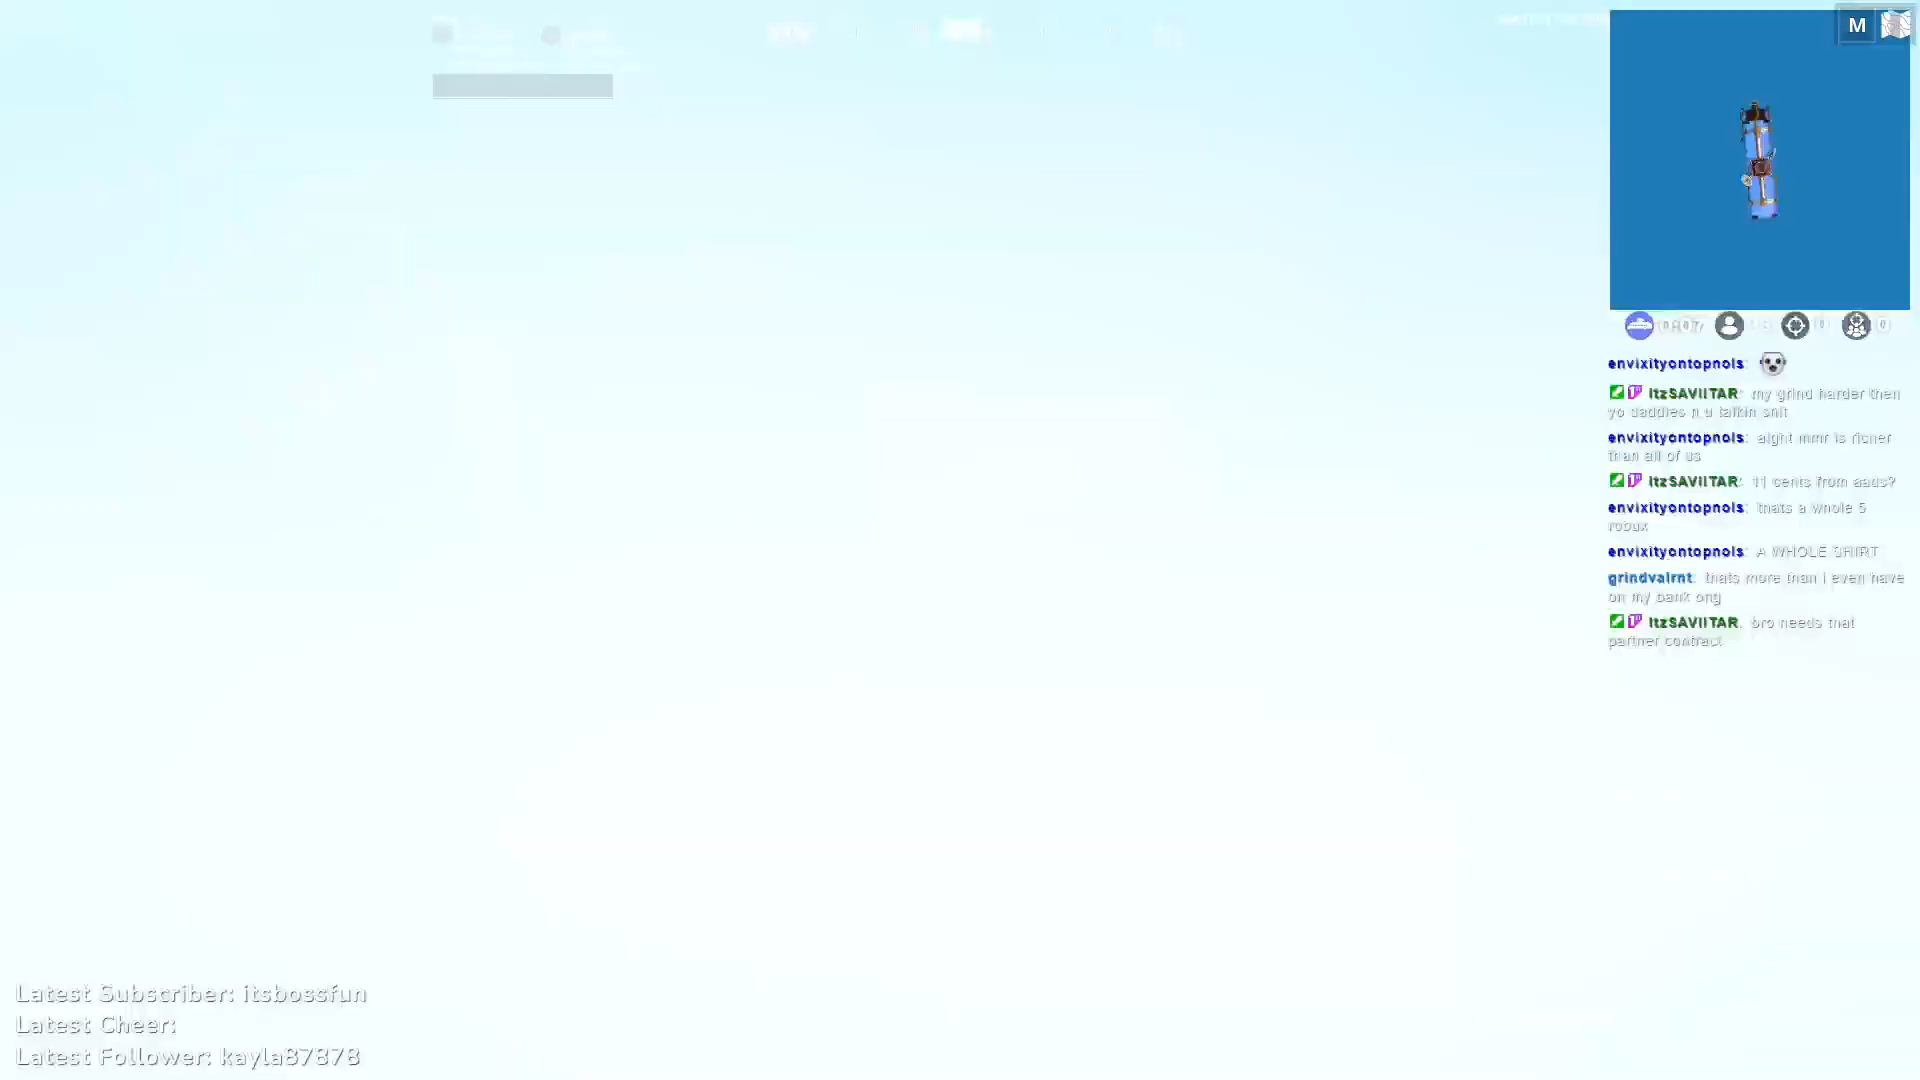 M
envixityontopnols:
ItzSAVIITAR: my grind harder then
yo daddies n u talkin shit
envixityontopnols: aight mmr is richer
than all of us
ItzSAVIITAR: 11 cents from aads?
envixityontopnols: thats a whole 5
robux
envixityontopnols: A WHOLE SHIRT
grindvalrnt: thats more than i even have
on my bank ong
ItzSAVIITAR: bro needs that
partner contract
Latest Subscriber: itsbossfun
Latest Cheer:
Latest Follower: kayla87878